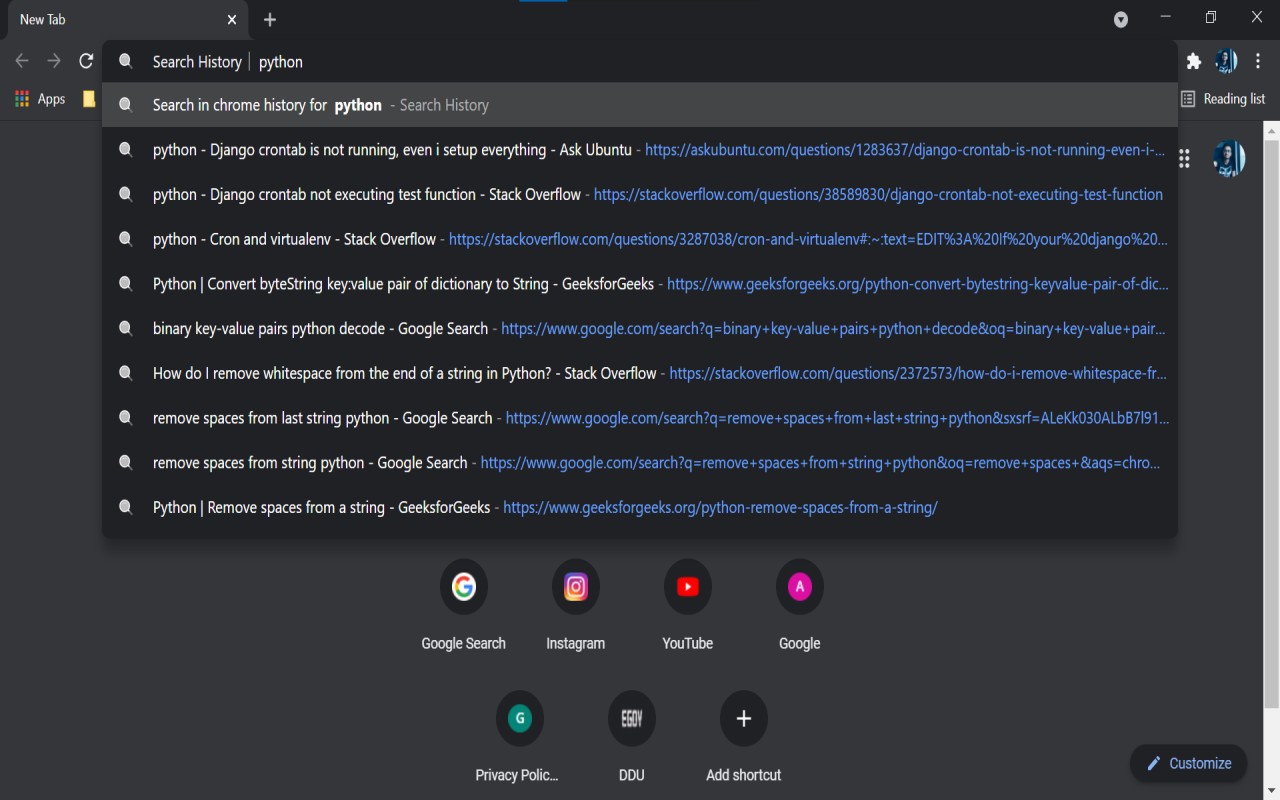 New Tab
Search History | python
Apps
Reading list
Search in chrome history for python - Search History
python - Django crontab is not running, even i setup everything - Ask Ubuntu - https://askubuntu.com/questions/1283637/django-crontab-is-not-running-even-i-...
python - Django crontab not executing test function - Stack Overflow - https://stackoverflow.com/questions/38589830/django-crontab-not-executing-test-function
python - Cron and virtualenv - Stack Overflow - https://stackoverflow.com/questions/3287038/cron-and-virtualenv#:~:text=EDIT%3A%20If%20your%20django%20...
Python | Convert byteString key:value pair of dictionary to String - GeeksforGeeks - https://www.geeksforgeeks.org/python-convert-bytestring-keyvalue-pair-of-dic...
binary key-value pairs python decode - Google Search - https://www.google.com/search?q=binary+key-value+pairs+python+decode&oq=binary+key-value+pair...
How do I remove whitespace from the end of a string in Python? - Stack Overflow - https://stackoverflow.com/questions/2372573/how-do-i-remove-whitespace-fr...
remove spaces from last string python - Google Search - https://www.google.com/search?q=remove+spaces+from+last+string+python&sxsrf=ALeKk030ALbB7l91...
remove spaces from string python - Google Search - https://www.google.com/search?q=remove+spaces+from+string+python&oq=remove+spaces+&aqs=chro...
Python | Remove spaces from a string - GeeksforGeeks - https://www.geeksforgeeks.org/python-remove-spaces-from-a-string/
G
A
Google Search
Instagram
YouTube
Google
G
EGOV
Privacy Polic...
DDU
Add shortcut
Customize